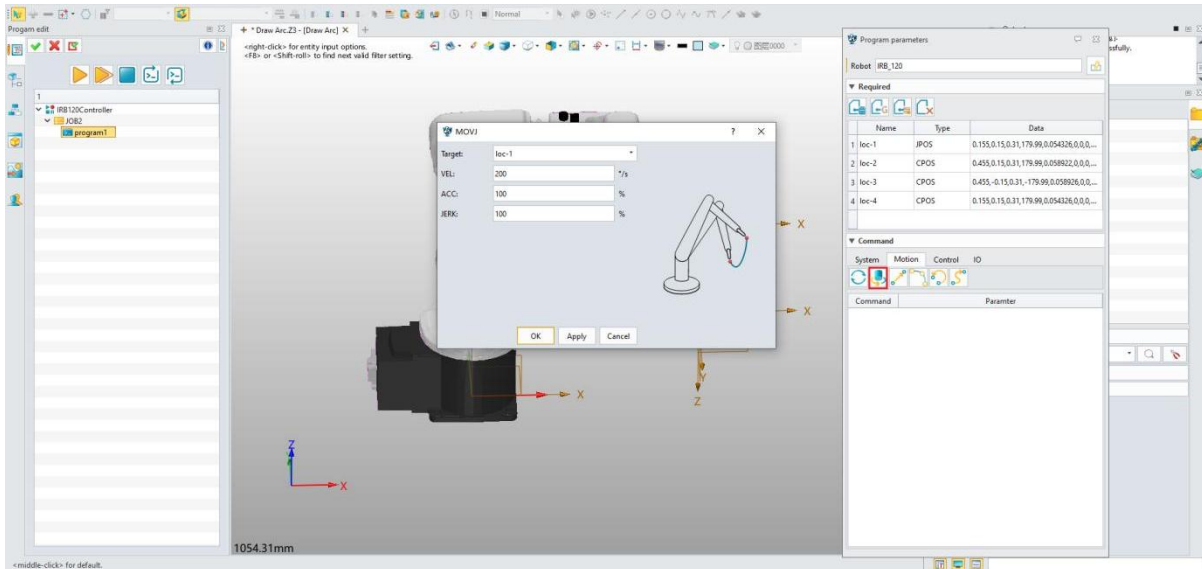 Normal
Progam edit
+ * Draw Arc.Z3 - [Draw Arc] ×
<right-click> for entity input options.
<F8> or <Shift-roll> to find next valid filter setting.
1
IRB120Controller
JOB2
program1
MOVJ
? X
Target: loc-1
VEL: 200 °/s
ACC: 100 %
JERK: 100 %
OK Apply Cancel
X
X
X
Y
Z
Z
X
1054.31mm
<middle-click> for default.
Program parameters
Robot IRB_120
Required
Name Type Data
1 loc-1 JPOS 0.155,0.15,0.31,179.99,0.054326,0,0,0,...
2 loc-2 CPOS 0.455,0.15,0.31,179.99,0.058922,0,0,0,...
3 loc-3 CPOS 0.455,-0.15,0.31,-179.99,0.058926,0,0,...
4 loc-4 CPOS 0.155,0.15,0.31,179.99,0.054326,0,0,0,...
Command
System Motion Control IO
Command Paramter
ssfully.